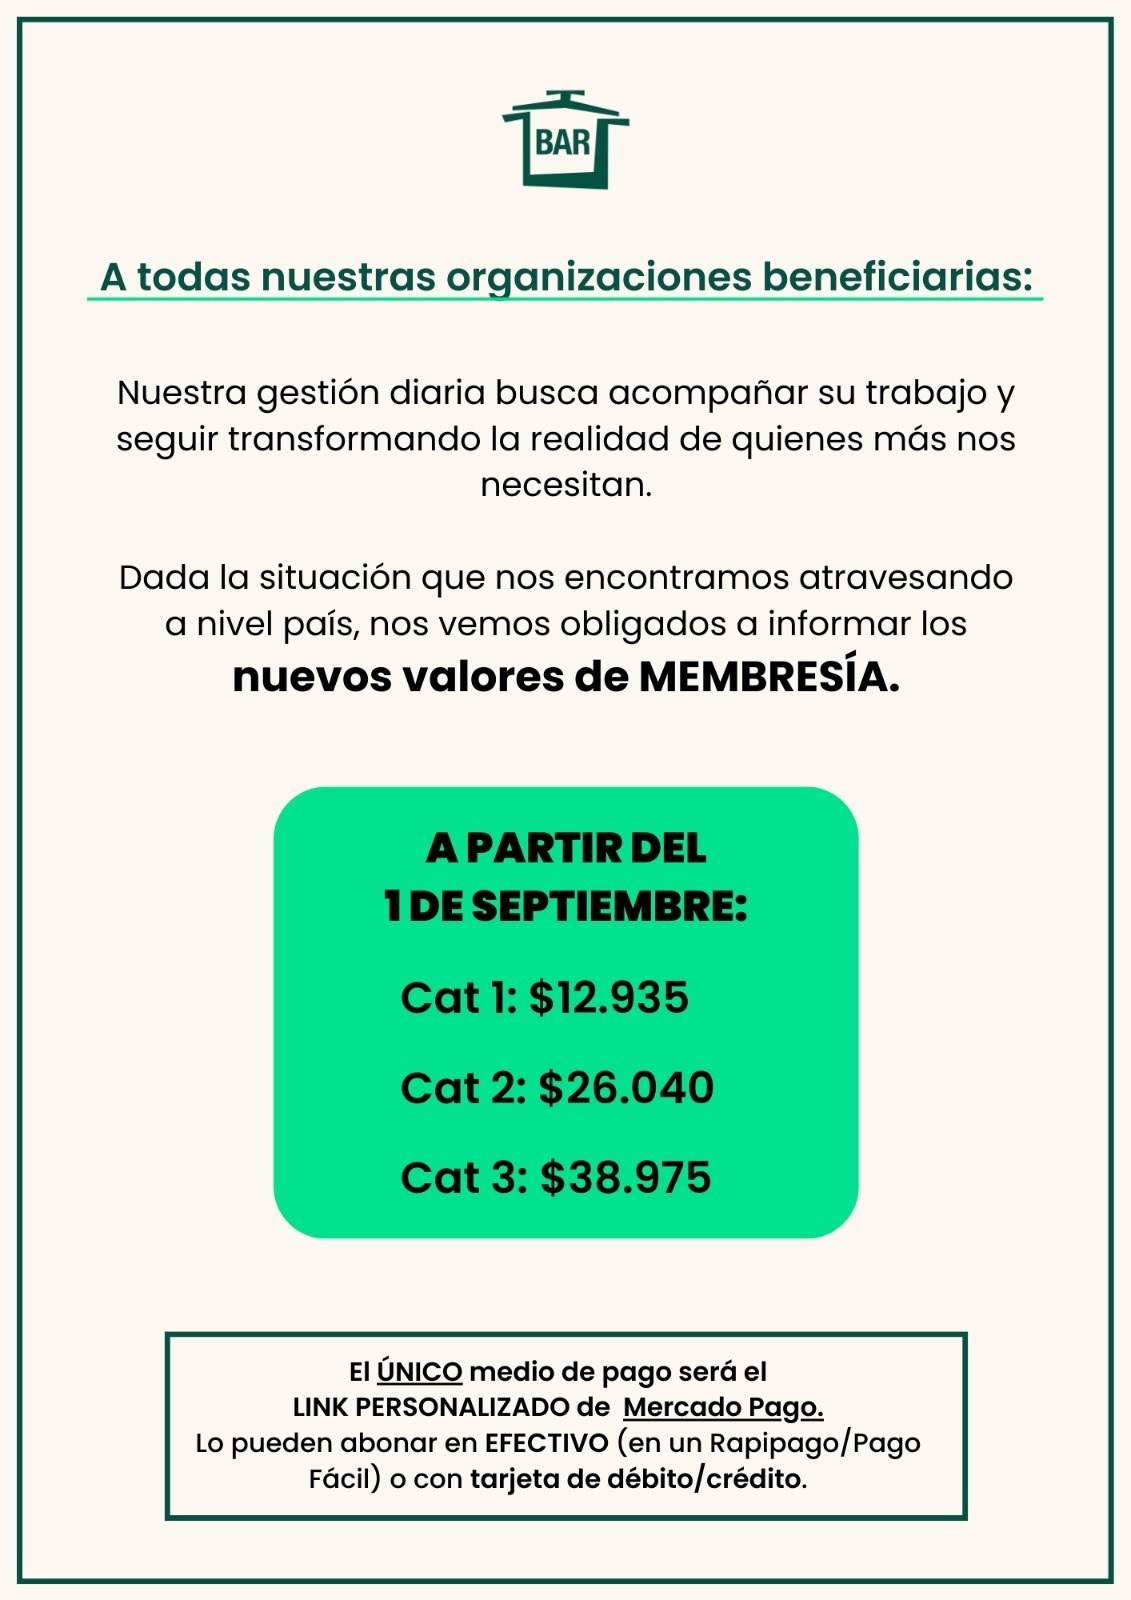 BAR
A todas nuestras organizaciones beneficiarias:
Nuestra gestión diaria busca acompañar su trabajo y
seguir transformando la realidad de quienes más nos
necesitan.
Dada la situación que nos encontramos atravesando
a nivel país, nos vemos obligados a informar los
nuevos valores de MEMBRESÍA.
A PARTIR DEL
1 DE SEPTIEMBRE:
Cat 1: $12.935
Cat 2: $26.040
Cat 3: $38.975
El ÚNICO medio de pago será el
LINK PERSONALIZADO de Mercado Pago.
Lo pueden abonar en EFECTIVO (en un Rapipago/Pago
Fácil) o con tarjeta de débito/crédito.